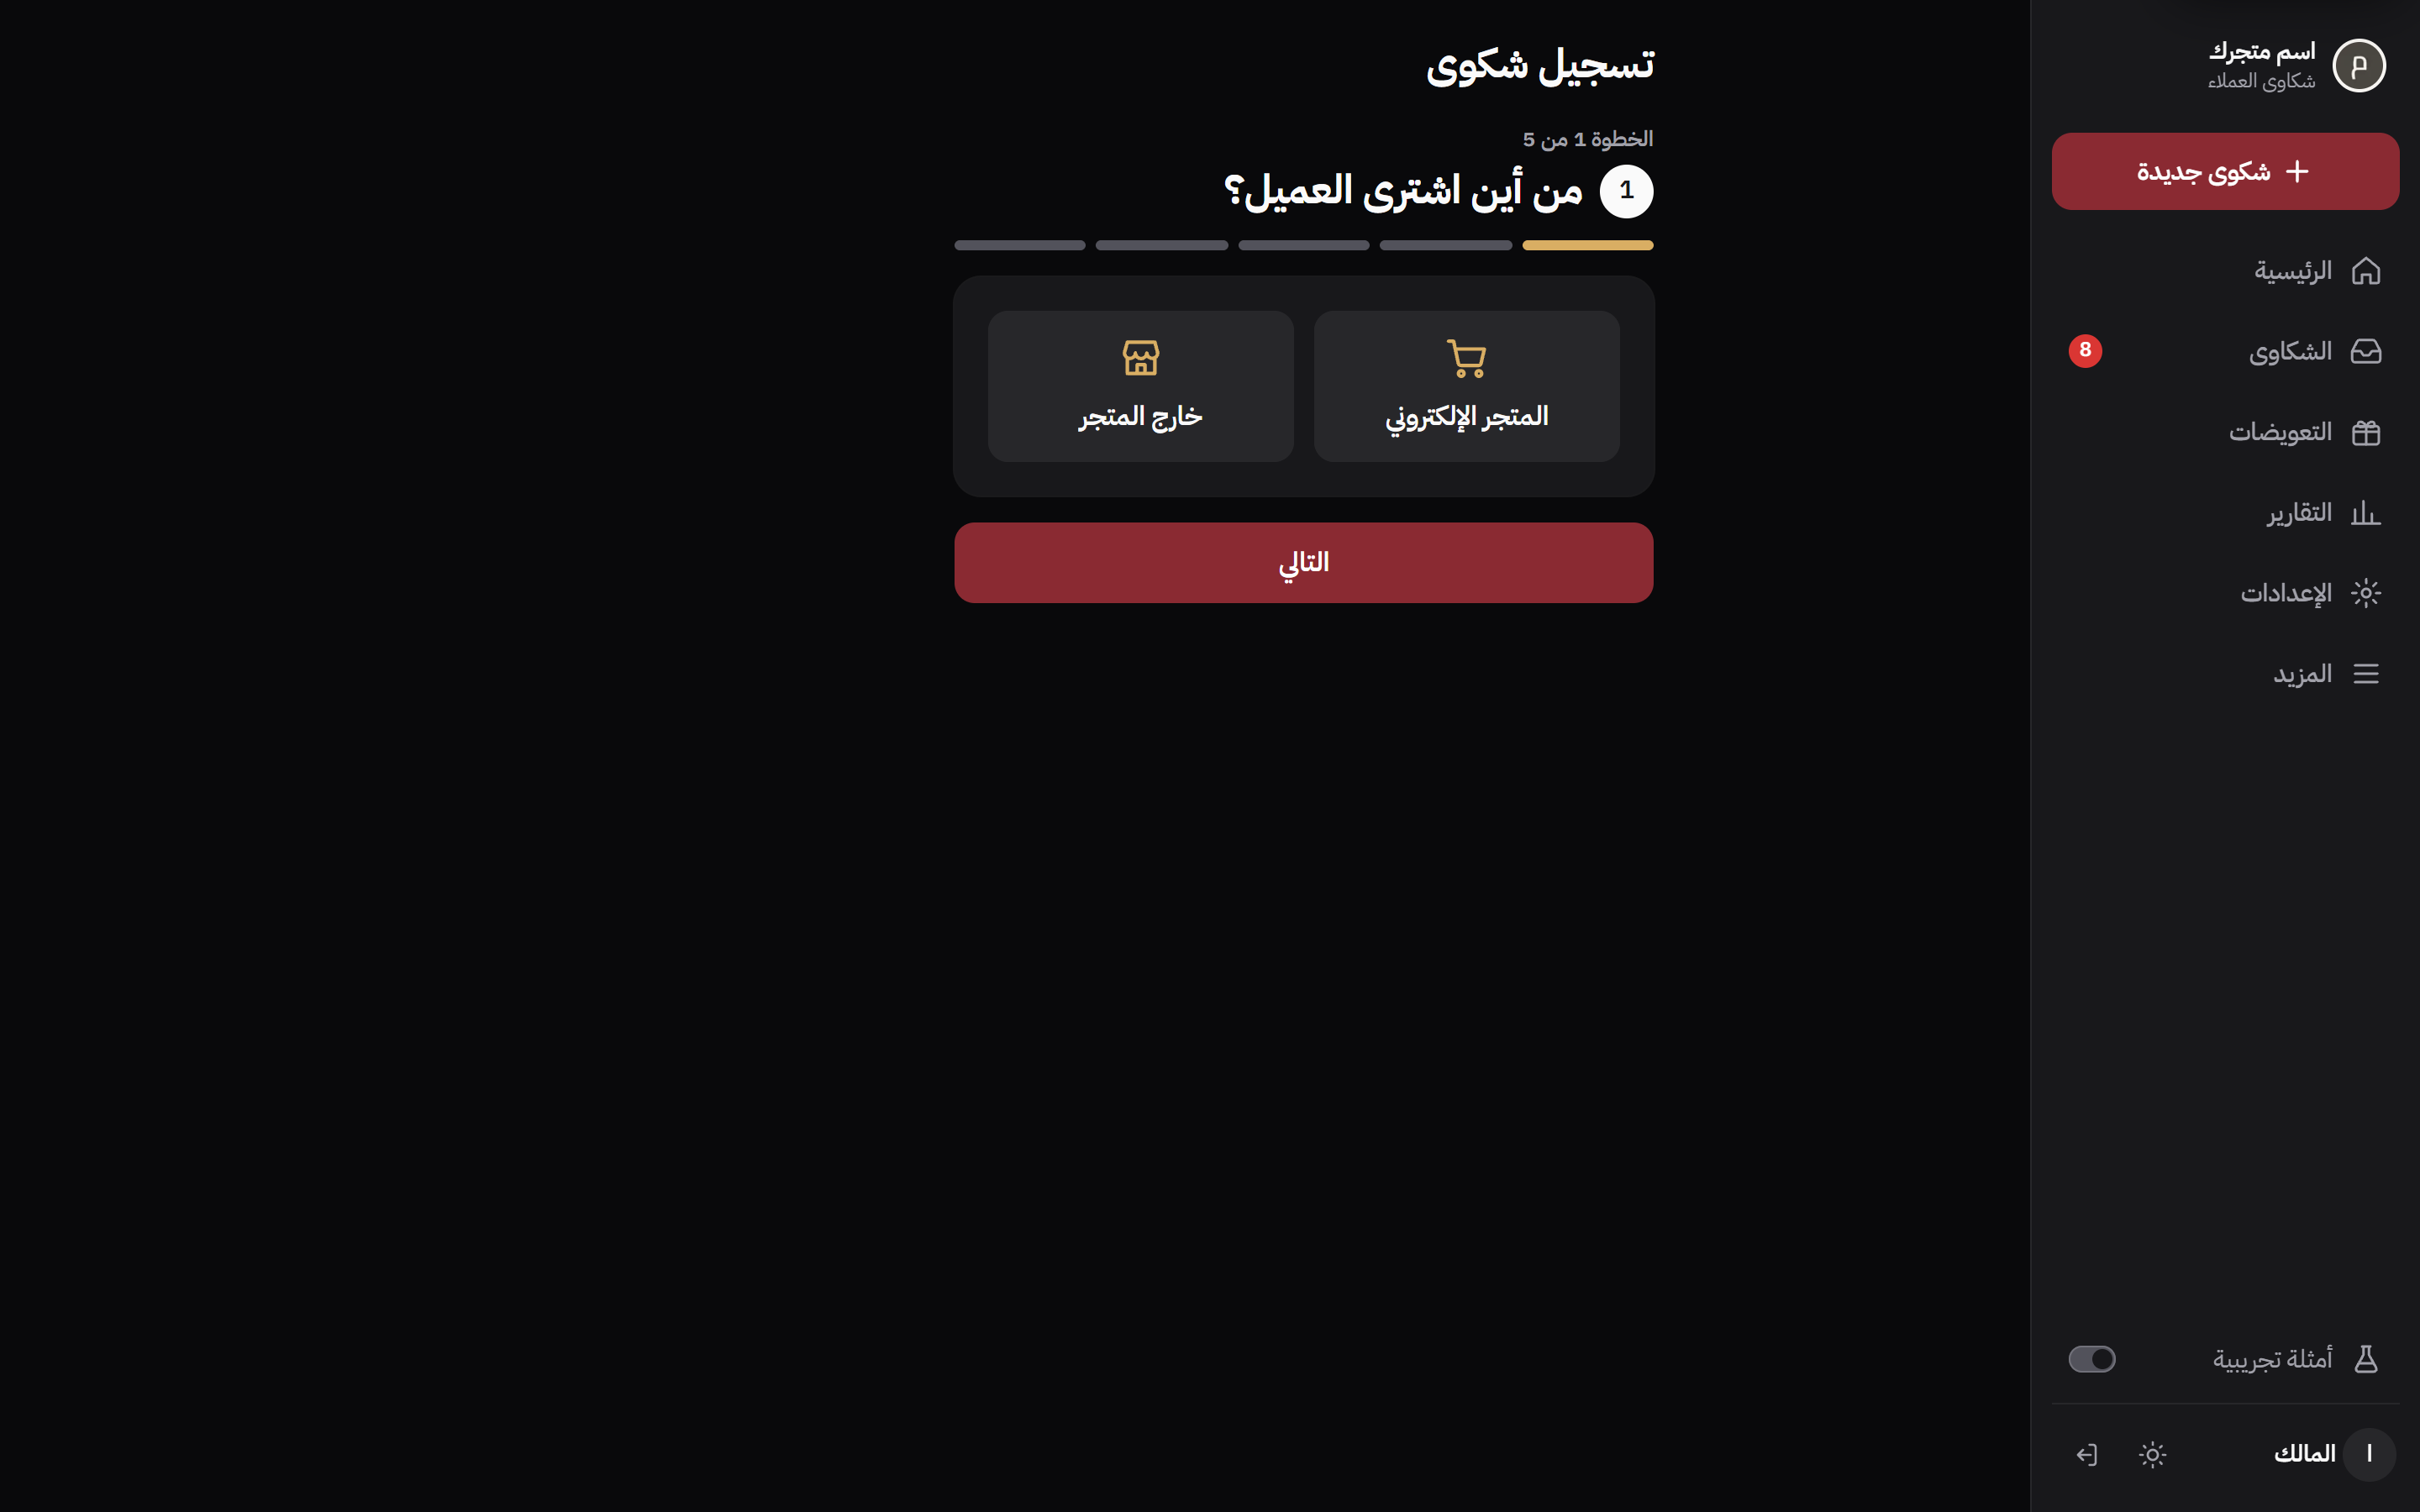 م
اسم متجرك
شكاوى العملاء
شكوى جديدة
الرئيسية
الشكاوى
8
التعويضات
التقارير
الإعدادات
المزيد
أمثلة تجريبية
ا
المالك
تسجيل شكوى
الخطوة 1 من 5
1
من أين اشترى العميل؟
المتجر الإلكتروني
خارج المتجر
التالي